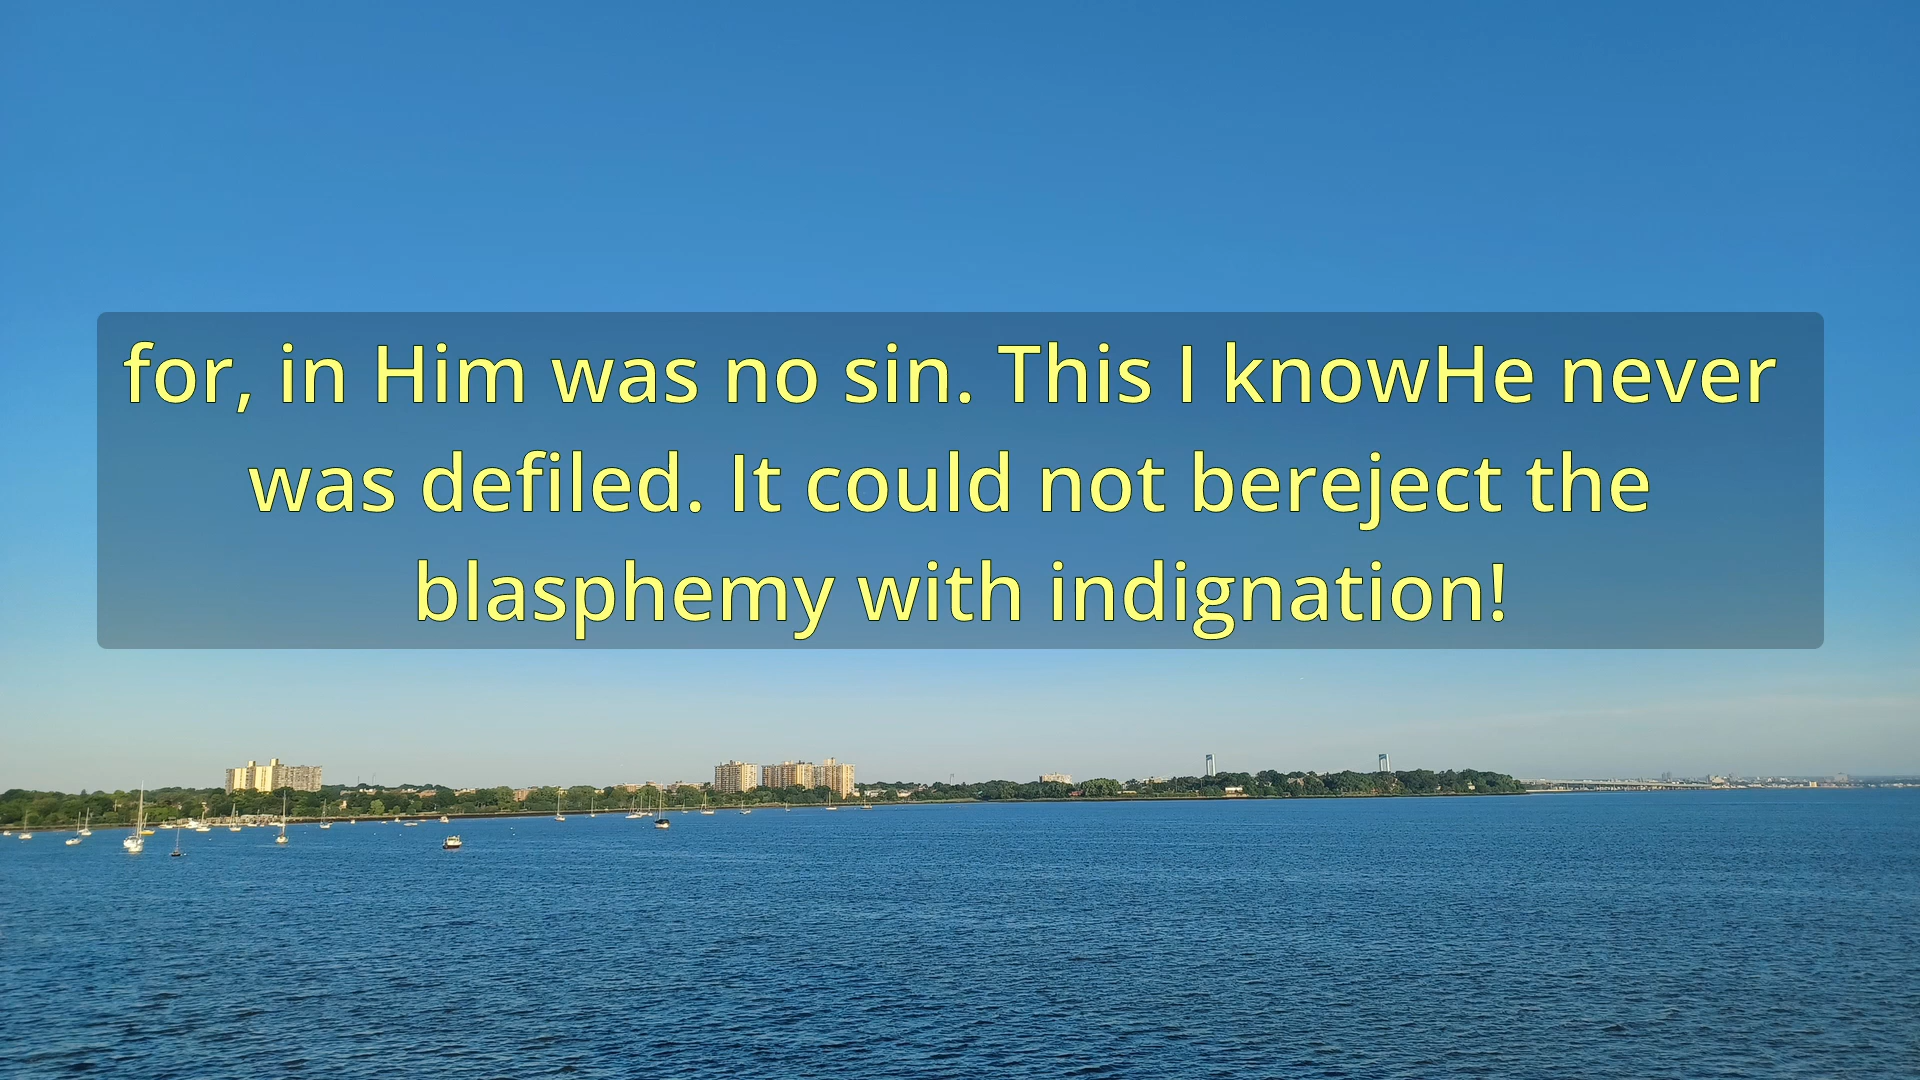 for, in Him was no sin. This I knowHe never
was defiled. It could not bereject the
blasphemy with indignation!